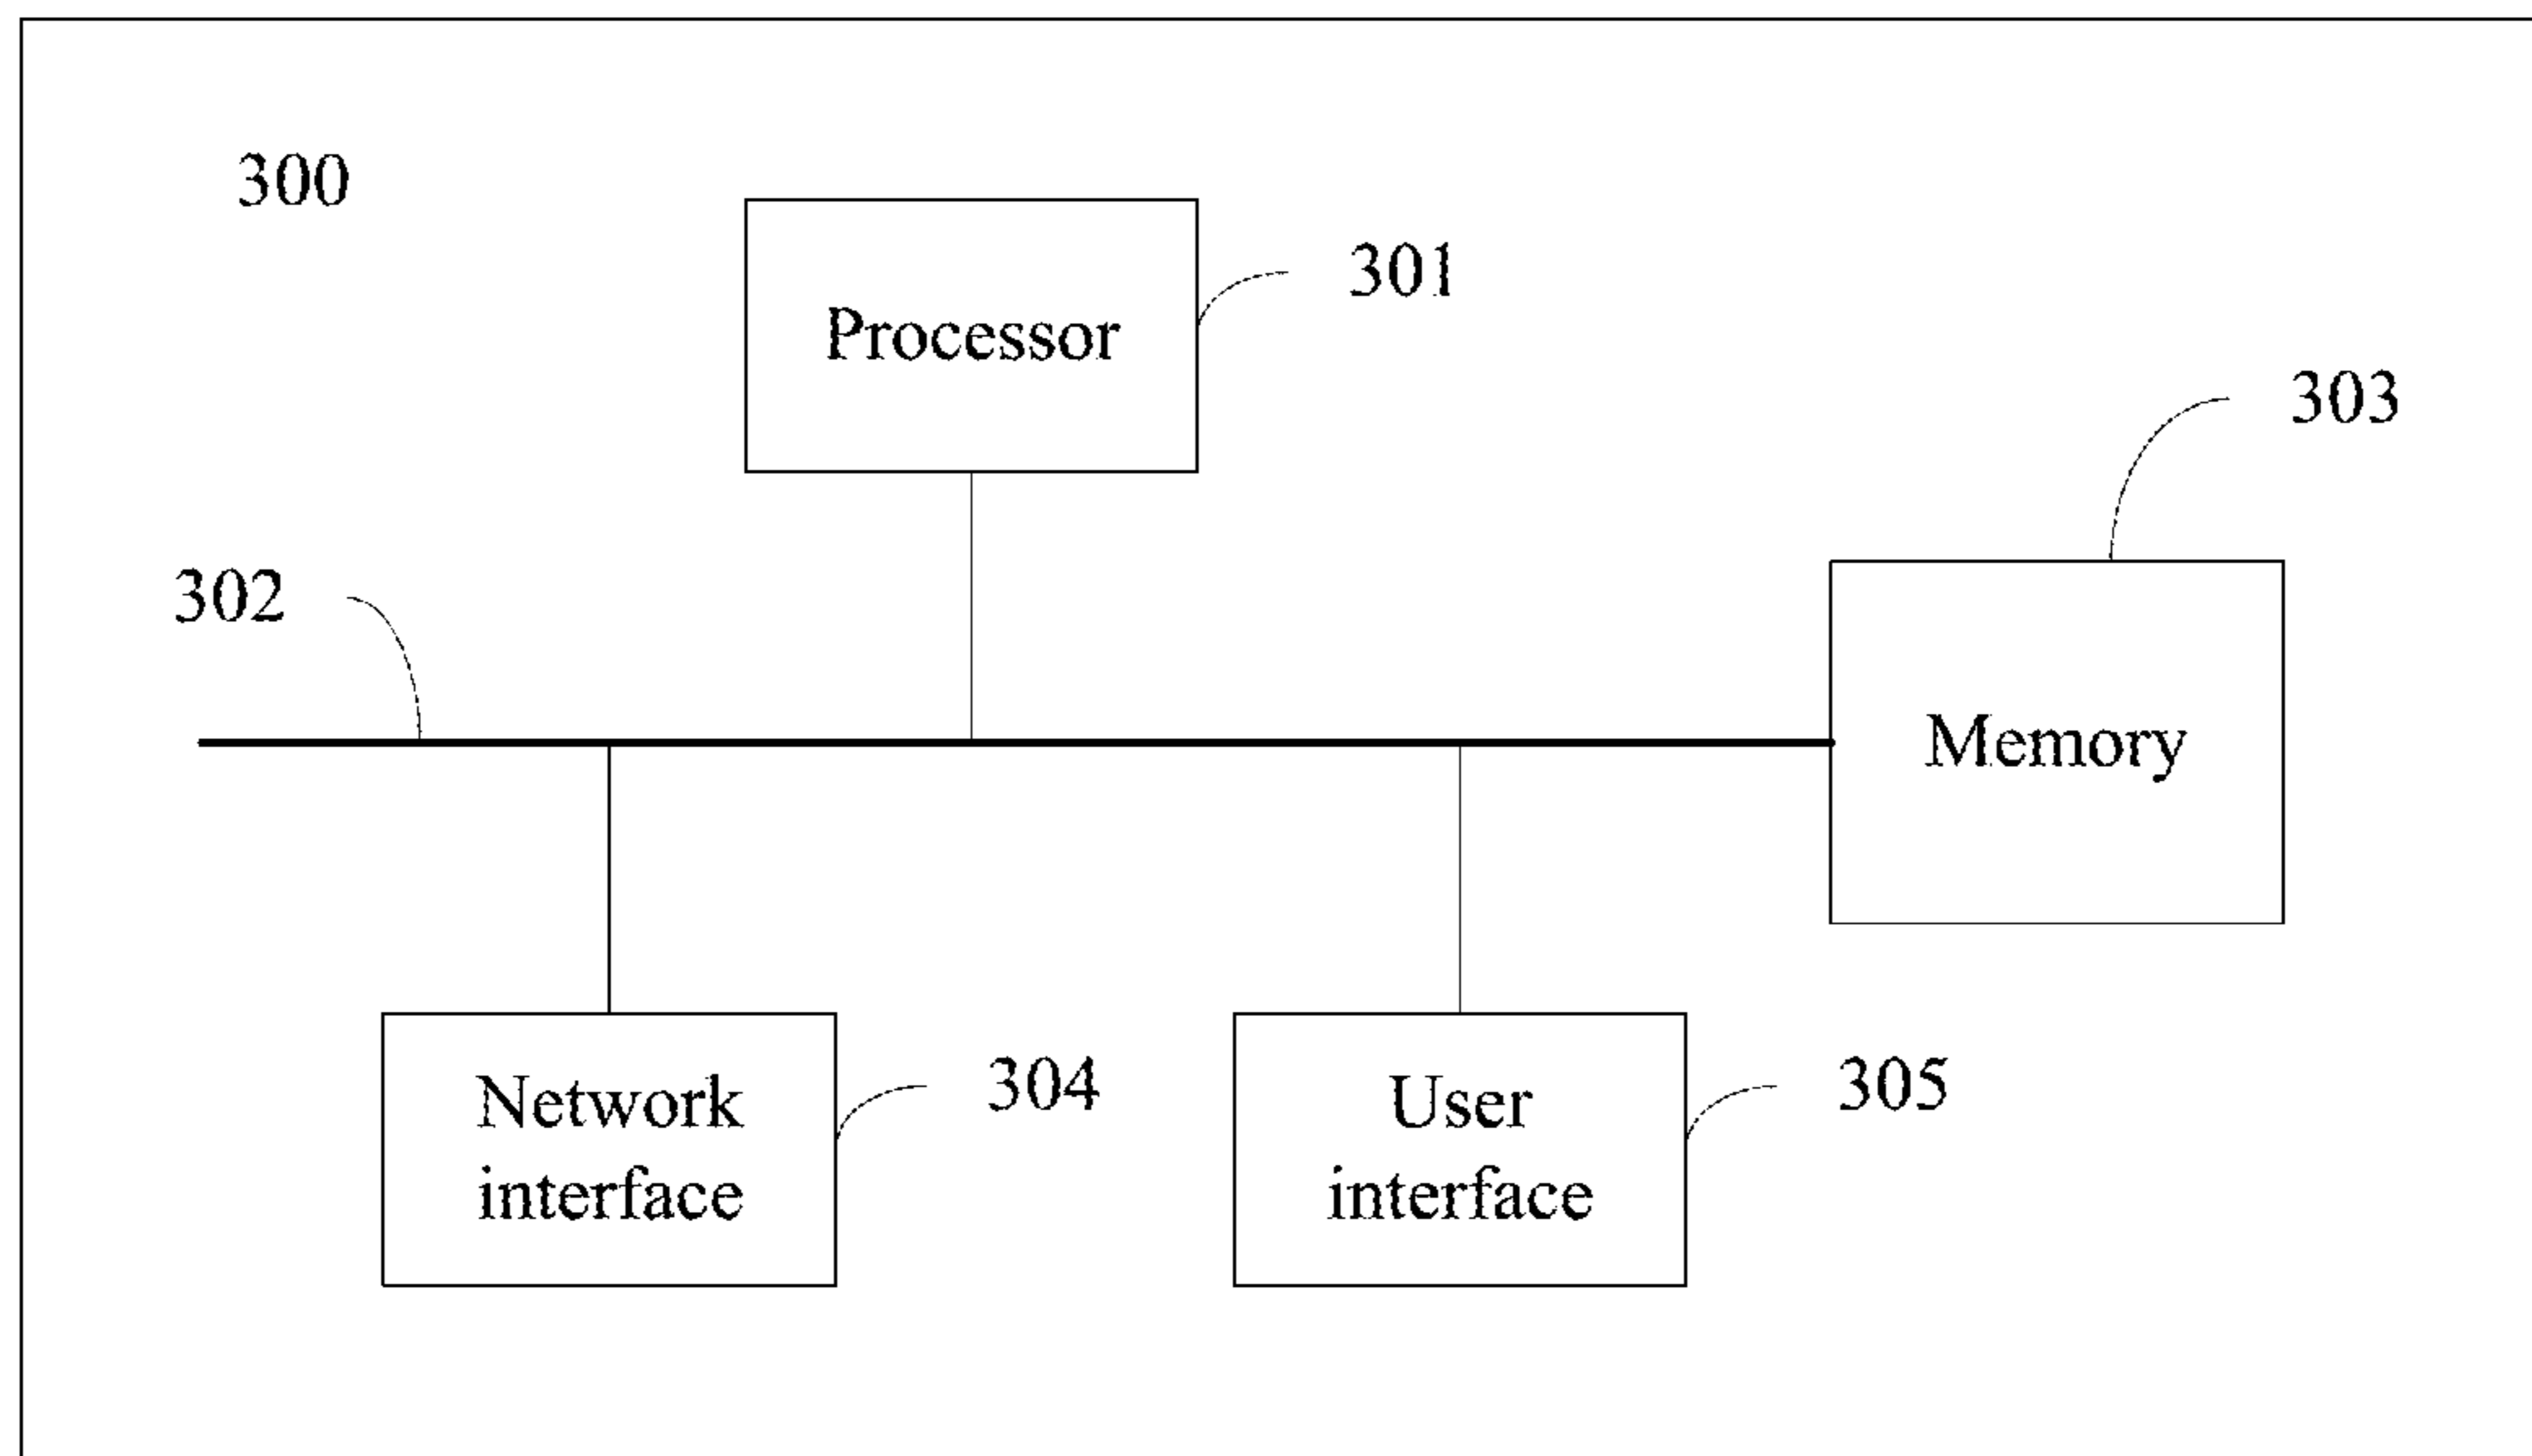 300
301
Processor
303
302
Memory
Network
interface
304
User
interface
305